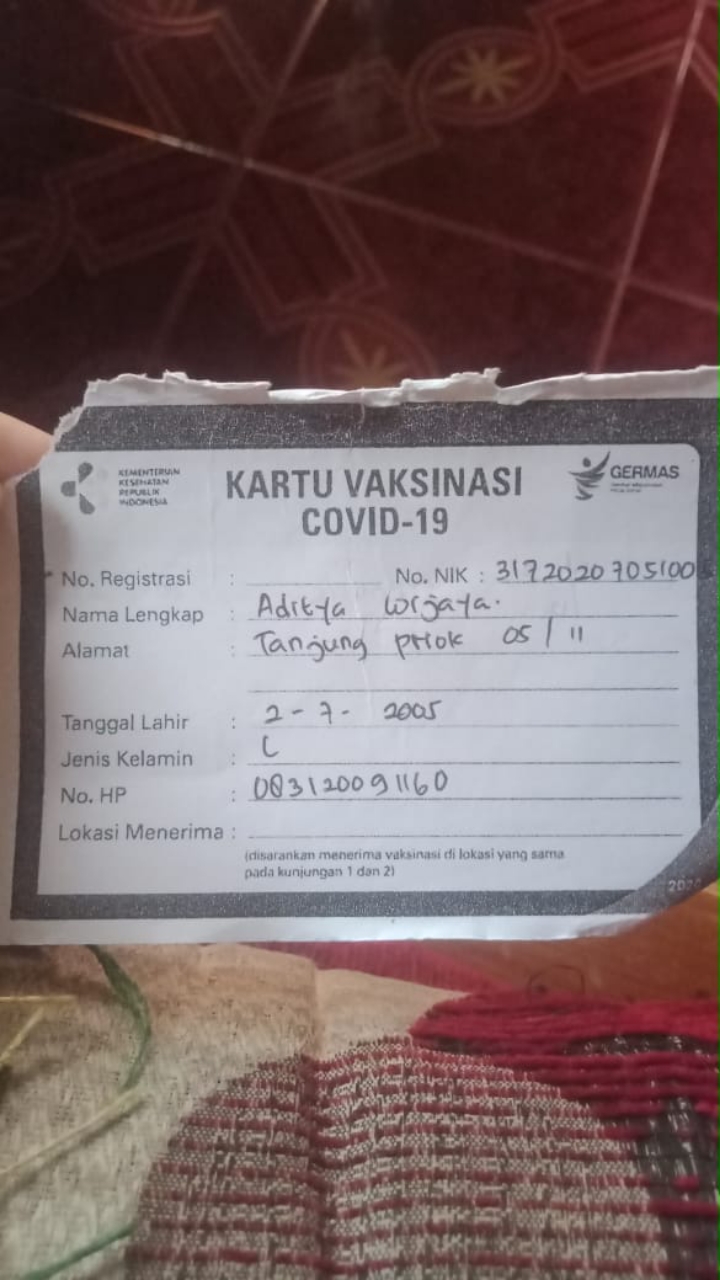 KEMENTERIAN
KESEHATAN
REPUBLIK
INDONESIA
KARTU VAKSINASI
COVID-19
GERMAS
No. Registrasi : No. NIK : 3172020705100
Nama Lengkap : Aditya Wijaya.
Alamat : Tanjung Priok 05/11
Tanggal Lahir : 2-7-2005
Jenis Kelamin : L
No. HP : 083120091160
Lokasi Menerima :
(disarankan menerima vaksinasi di lokasi yang sama
pada kunjungan 1 dan 2)